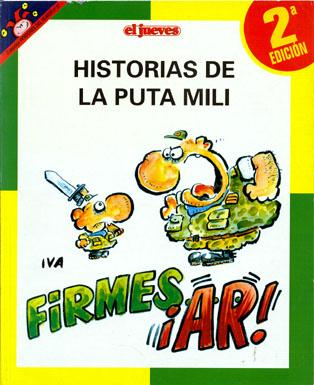 el jueves
2ª
EDICIÓN
HISTORIAS DE
LA PUTA MILI
IVA
FIRMES...
¡AR!